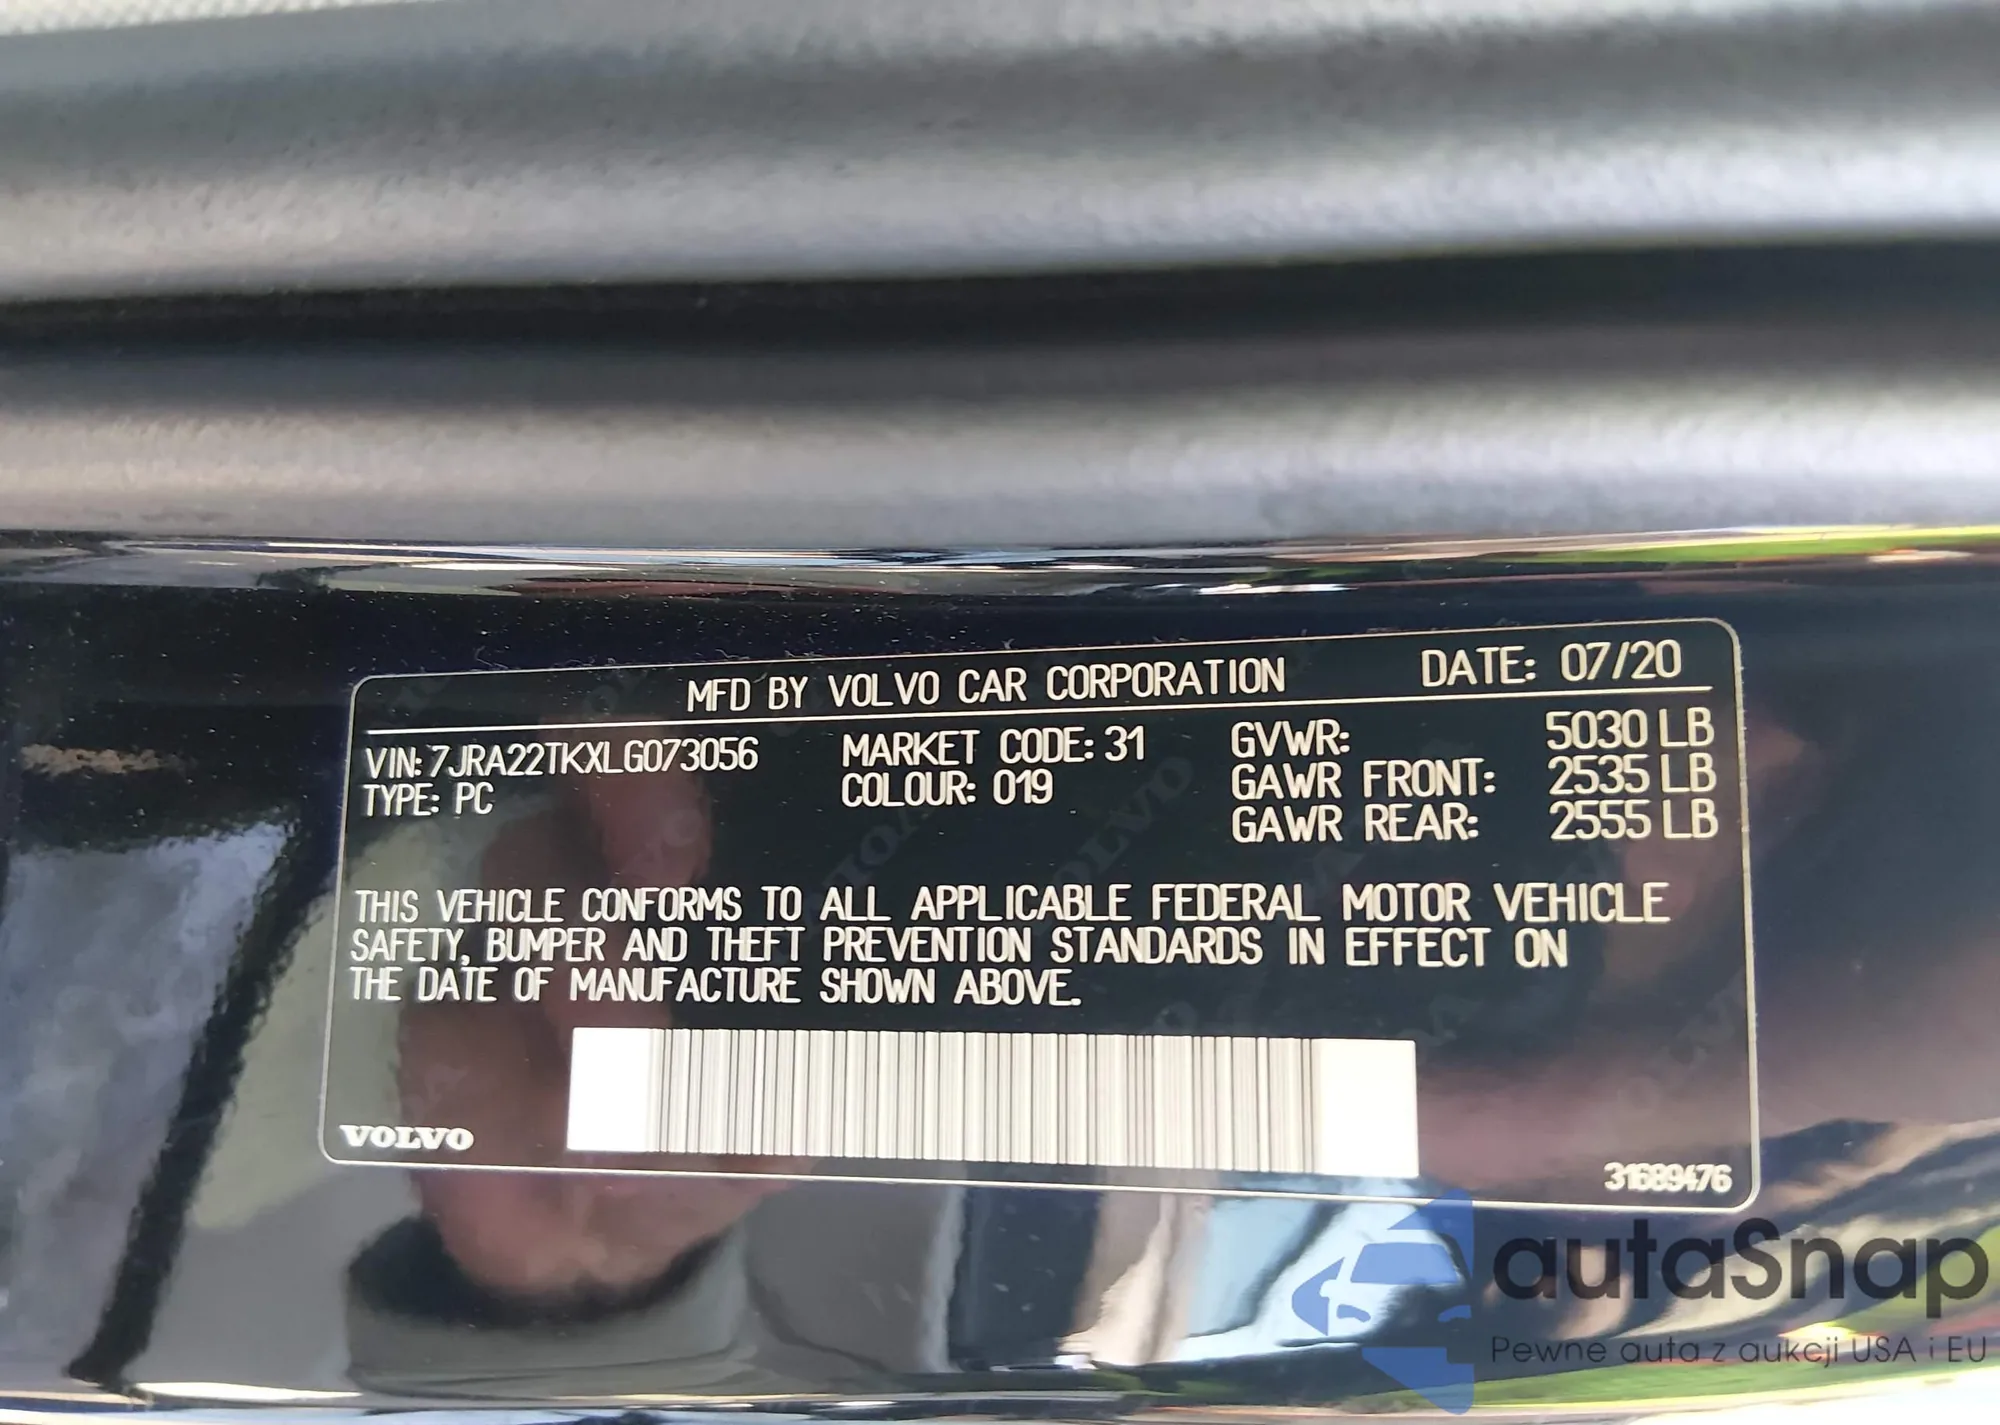 MFD BY VOLVO CAR CORPORATION DATE: 07/20
VIN: 7JRA22TKXLG073056 MARKET CODE: 31 GVWR: 5030 LB
TYPE: PC COLOUR: 019 GAWR FRONT: 2535 LB
GAWR REAR: 2555 LB
THIS VEHICLE CONFORMS TO ALL APPLICABLE FEDERAL MOTOR VEHICLE
SAFETY, BUMPER AND THEFT PREVENTION STANDARDS IN EFFECT ON
THE DATE OF MANUFACTURE SHOWN ABOVE.
VOLVO
31689476
autaSnap
Pewne auta z aukcji USA i EU